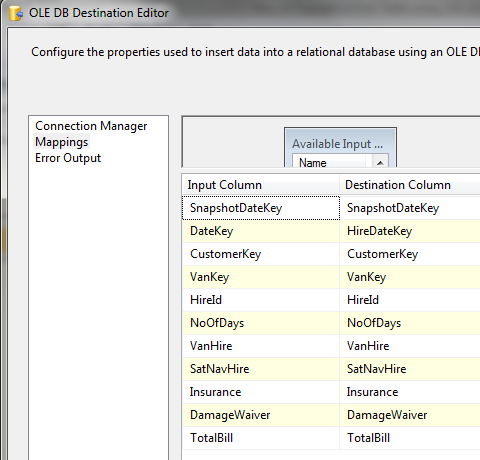 OLE DB Destination Editor
Configure the properties used to insert data into a relational database using an OLE
Connection Manager
Mappings
Error Output
Available Input ...
Name
Input Column Destination Column
SnapshotDateKey SnapshotDateKey
DateKey HireDateKey
CustomerKey CustomerKey
VanKey VanKey
HireId HireId
NoOfDays NoOfDays
VanHire VanHire
SatNavHire SatNavHire
Insurance Insurance
DamageWaiver DamageWaiver
TotalBill TotalBill